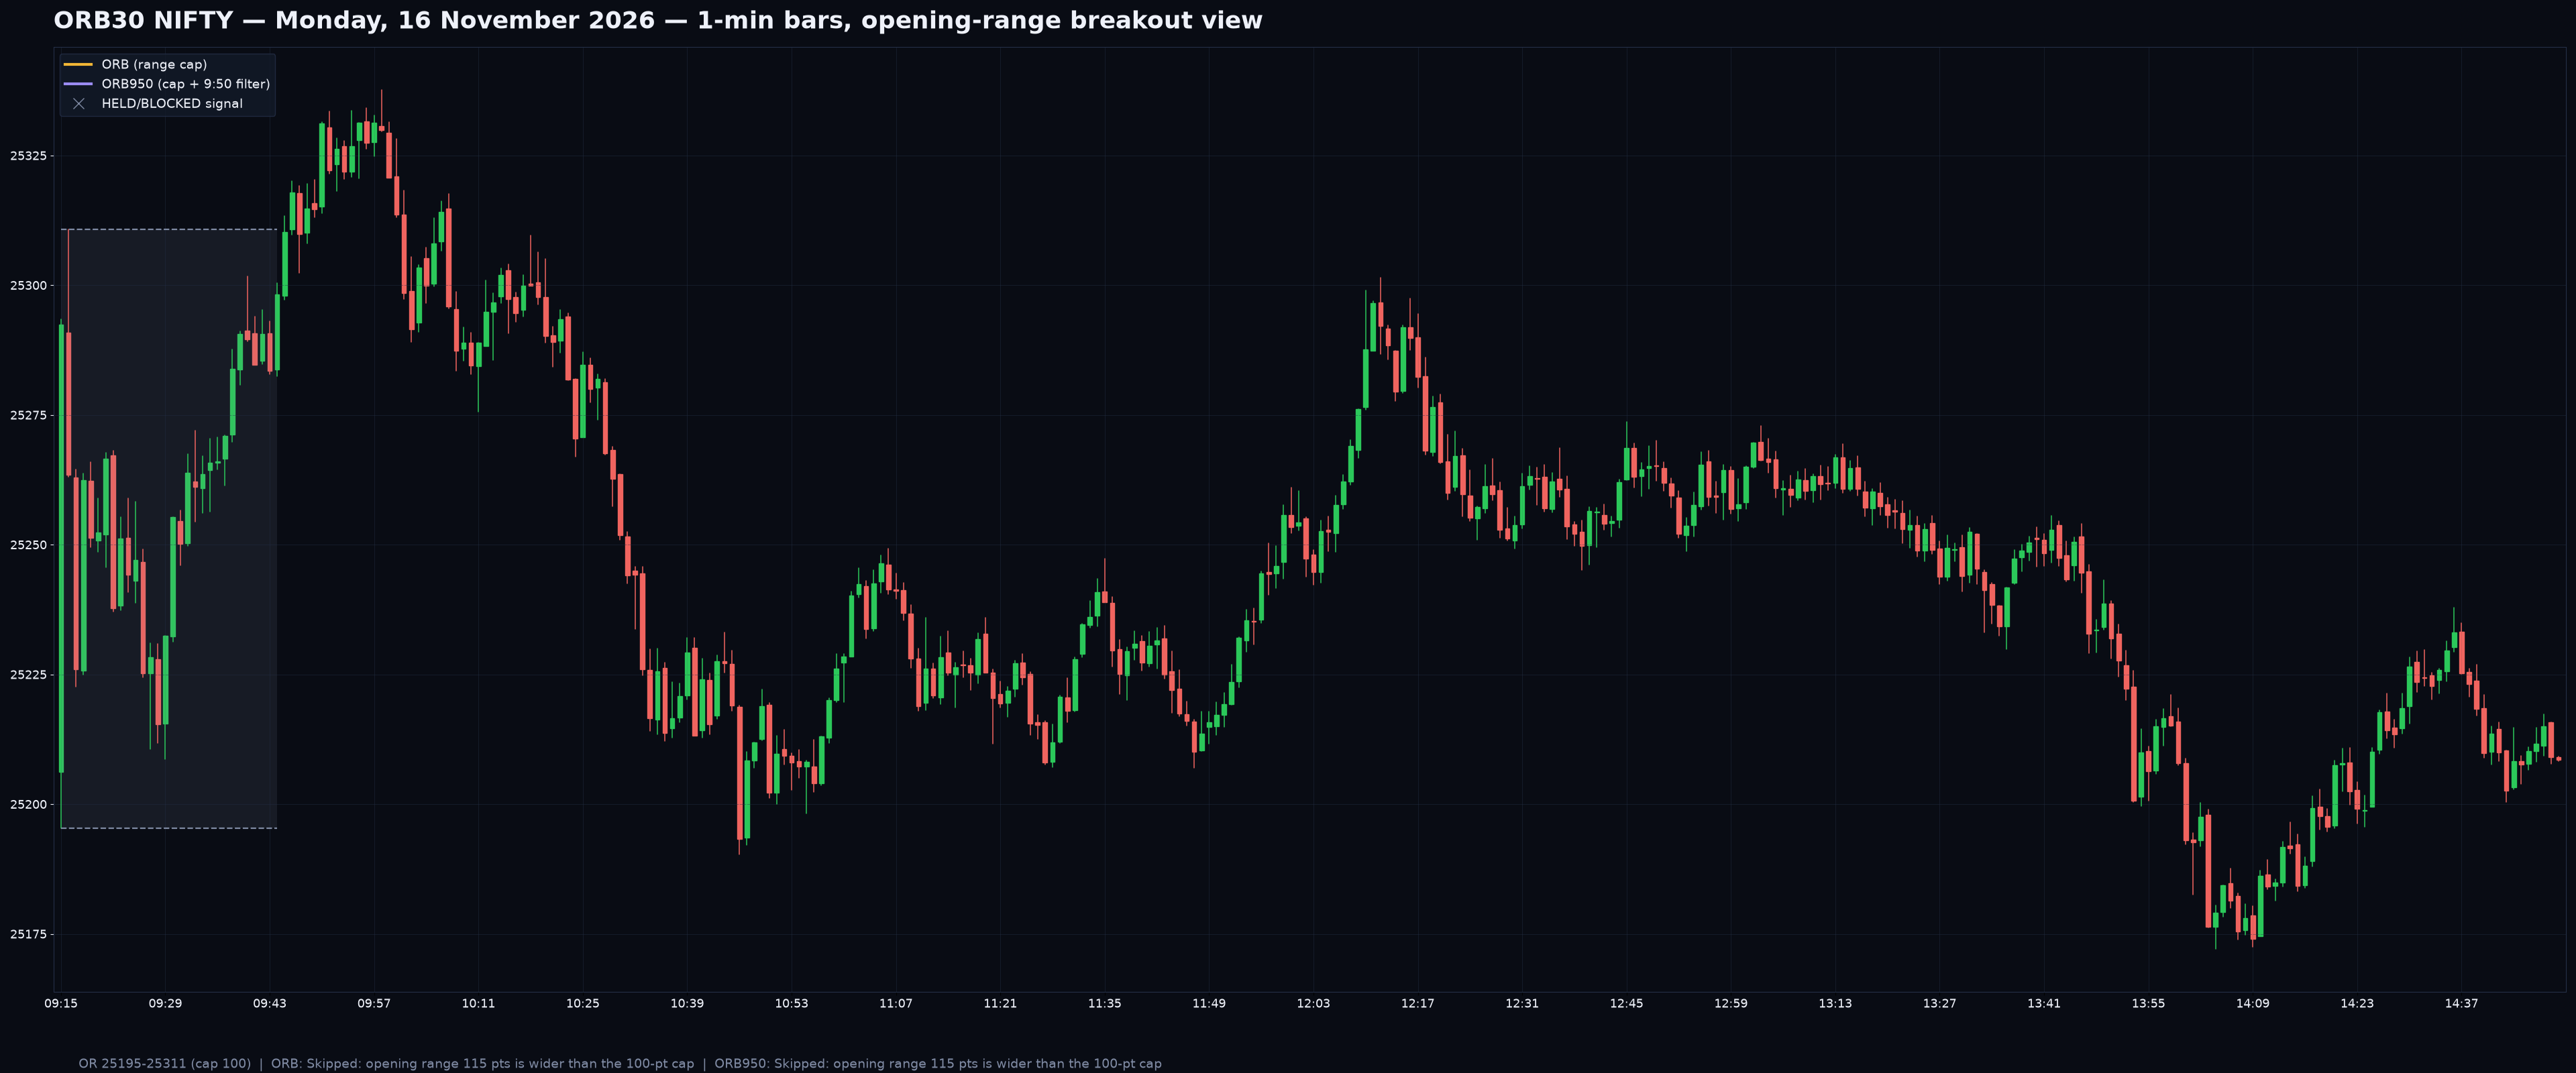 ORB30 NIFTY — Monday, 16 November 2026 — 1-min bars, opening-range breakout view
ORB (range cap)
ORB950 (cap + 9:50 filter)
HELD/BLOCKED signal
25325
25300
25275
25250
25225
25200
25175
09:15 09:29 09:43 09:57 10:11 10:25 10:39 10:53 11:07 11:21 11:35 11:49 12:03 12:17 12:31 12:45 12:59 13:13 13:27 13:41 13:55 14:09 14:23 14:37
OR 25195-25311 (cap 100) | ORB: Skipped: opening range 115 pts is wider than the 100-pt cap | ORB950: Skipped: opening range 115 pts is wider than the 100-pt cap